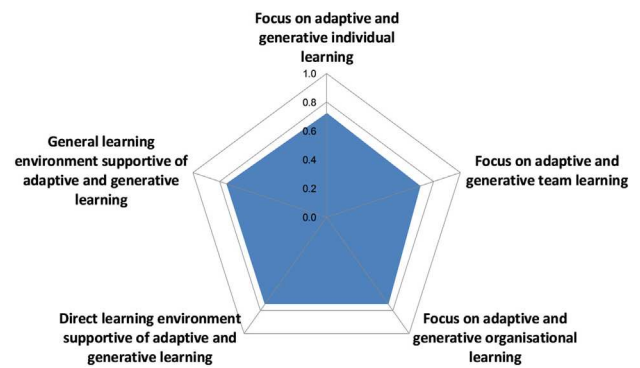 Focus on adaptive and
generative individual
learning
1.0
0.8
0.6
0.4
0.2
0.0
General learning
environment supportive of
adaptive and generative
learning
Focus on adaptive and
generative team learning
Direct learning environment
supportive of adaptive and
generative learning
Focus on adaptive and
generative organisational
learning